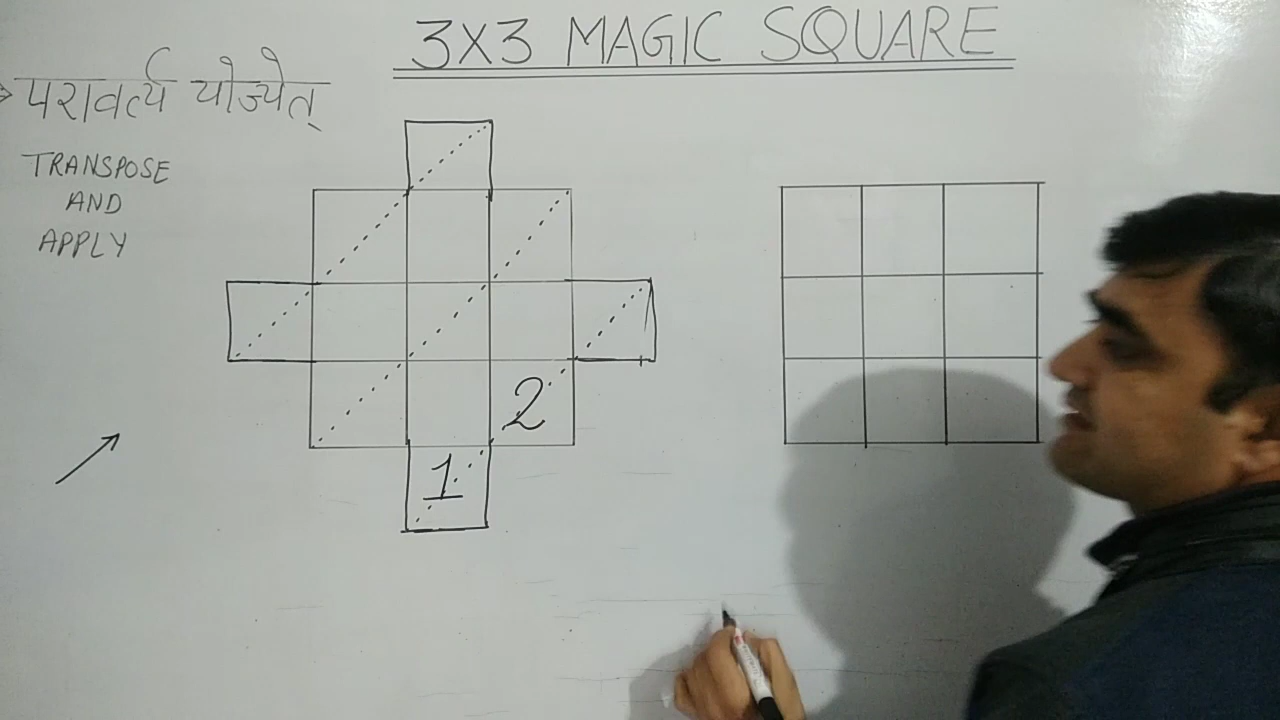 3X3 MAGIC SQUARE
परावर्त्य योज्येत्
TRANSPOSE
AND
APPLY
2
1